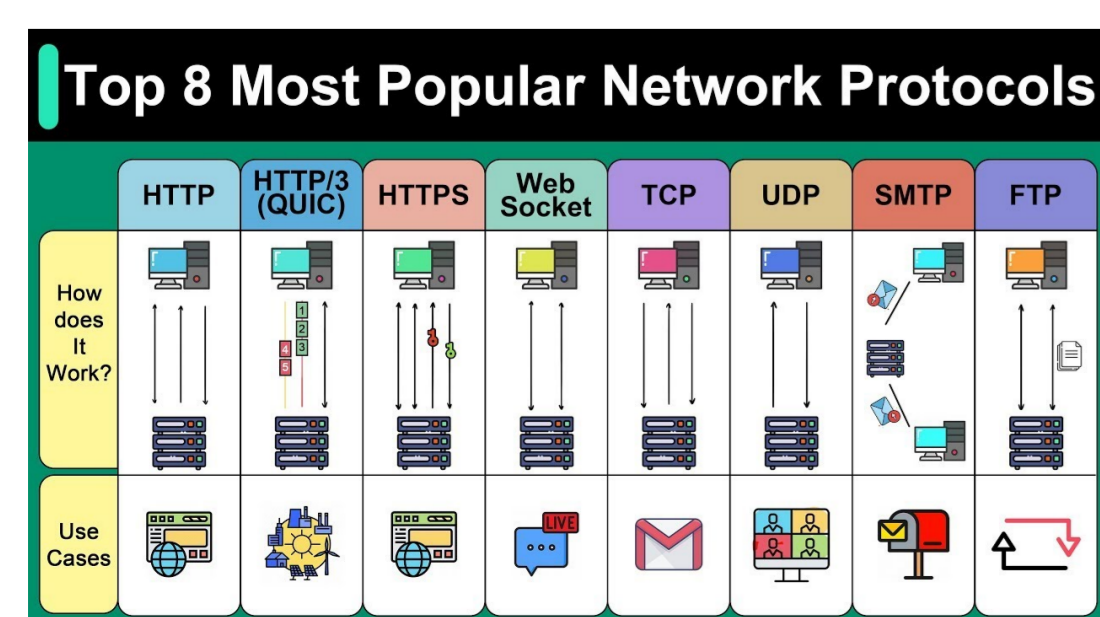 Top 8 Most Popular Network Protocols
HTTP
HTTP/3
(QUIC)
HTTPS
Web
Socket
TCP
UDP
SMTP
FTP
How
does
It
Work?
1
2
3
4
5
Use
Cases
LIVE